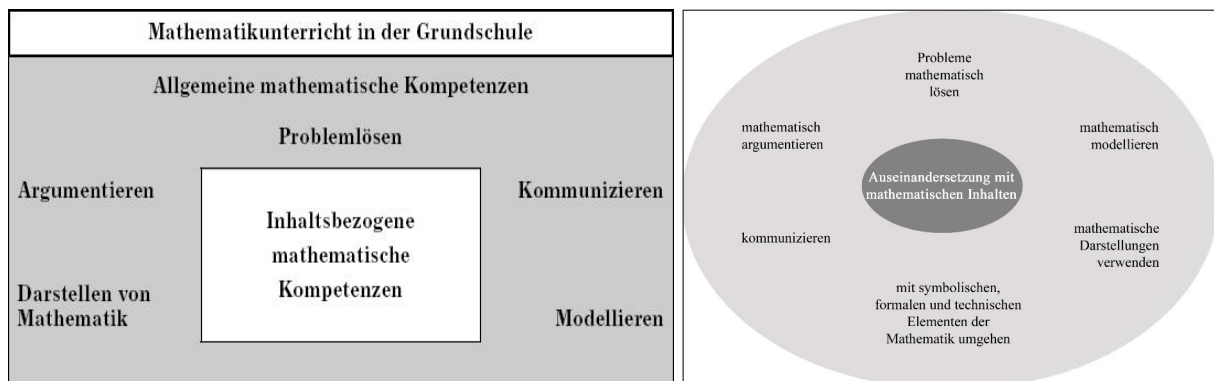 Mathematikunterricht in der Grundschule
Allgemeine mathematische Kompetenzen
Problemlösen
Argumentieren
Kommunizieren
Inhaltsbezogene
mathematische
Kompetenzen
Darstellen von
Mathematik
Modellieren
Probleme
mathematisch
lösen
mathematisch
argumentieren
mathematisch
modellieren
Auseinandersetzung mit
mathematischen Inhalten
kommunizieren
mathematische
Darstellungen
verwenden
mit symbolischen,
formalen und technischen
Elementen der
Mathematik umgehen